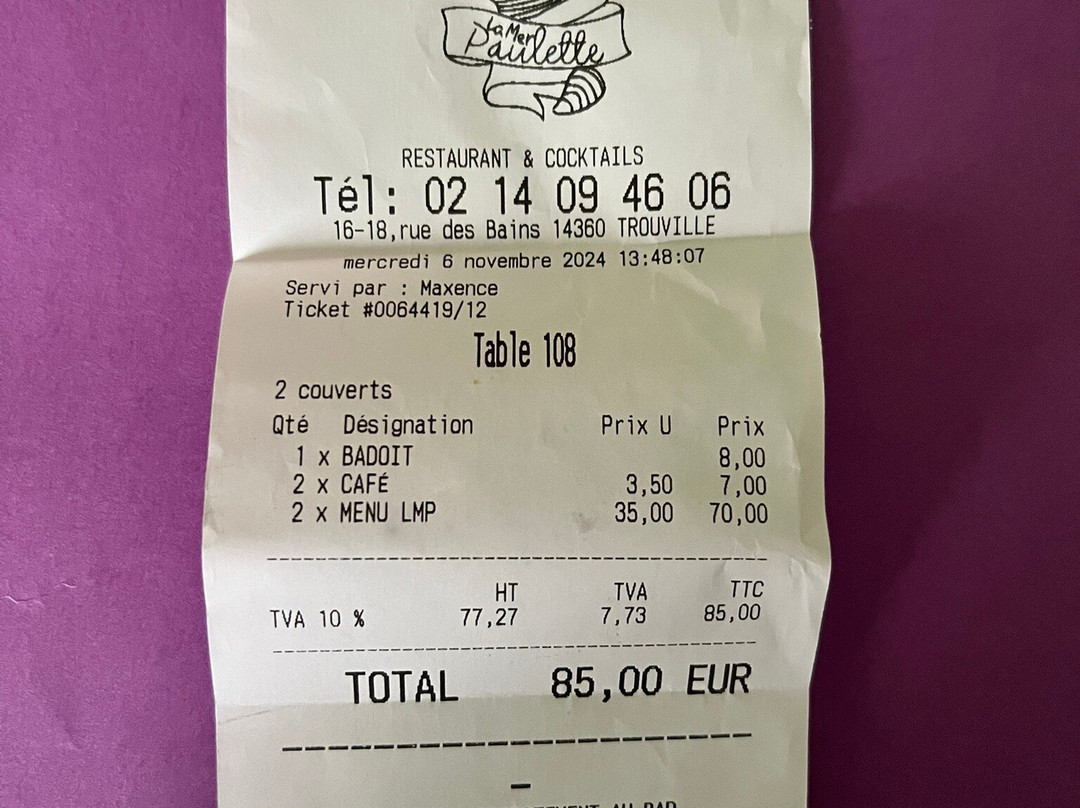 La Mer
Paulette
RESTAURANT & COCKTAILS
Tél: 02 14 09 46 06
16-18,rue des Bains 14360 TROUVILLE
mercredi 6 novembre 2024 13:48:07
Servi par : Maxence
Ticket #0064419/12
Table 108
2 couverts
Qté Désignation Prix U Prix
1 x BADOIT 8,00
2 x CAFÉ 3,50 7,00
2 x MENU LMP 35,00 70,00
HT TVA TTC
TVA 10 % 77,27 7,73 85,00
TOTAL 85,00 EUR
AU BAR